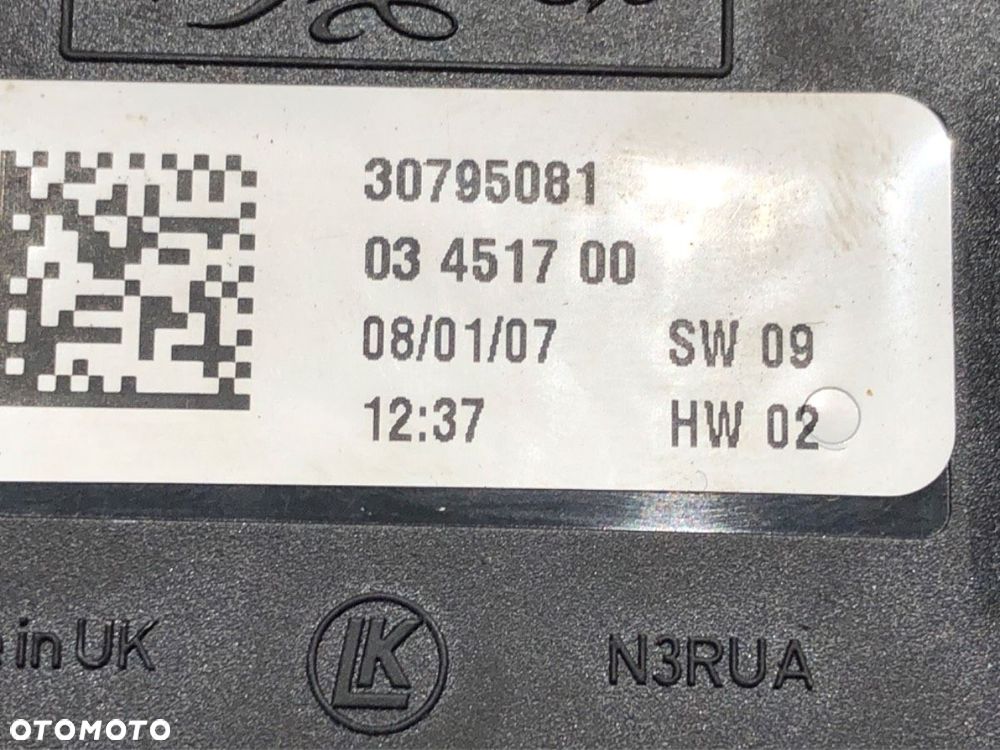 30795081
03 4517 00
08/01/07 SW 09
12:37 HW 02
in UK
LK
N3RUA
OTOMOTO